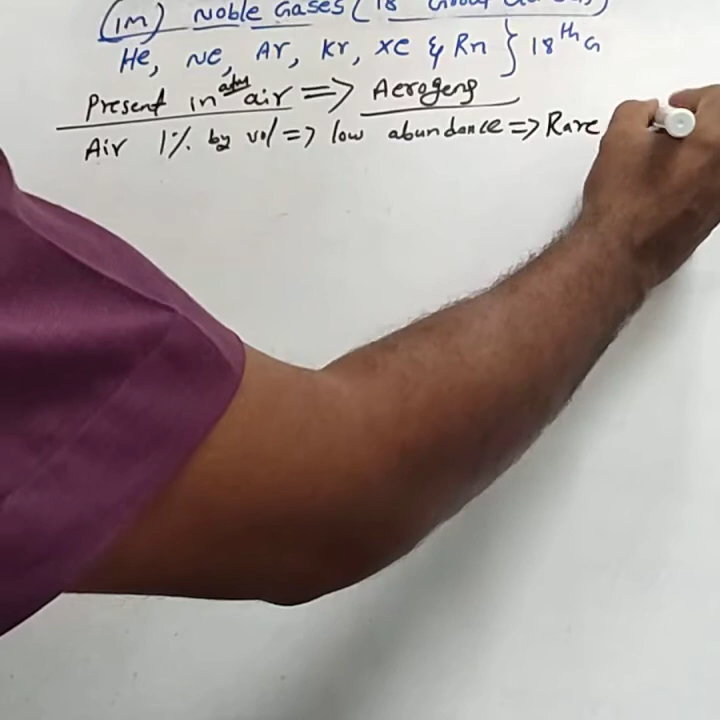 (1M) Noble Gases ( 18
He, Ne, Ar, Kr, Xe & Rn } 18th G
Present in atm air => Aerogens
Air 1% by vol => low abundance => Rare